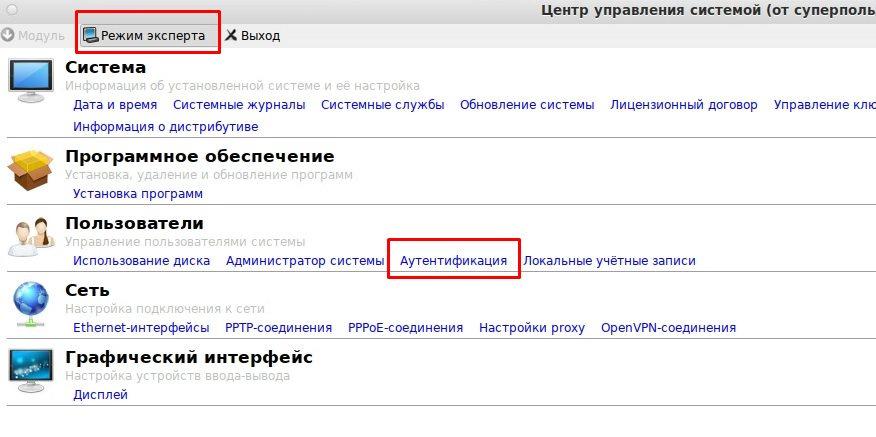 Центр управления системой (от суперполь
Модуль Режим эксперта Выход
Система
Информация об установленной системе и её настройка
Дата и время Системные журналы Системные службы Обновление системы Лицензионный договор Управление клю
Информация о дистрибутиве
Программное обеспечение
Установка, удаление и обновление программ
Установка программ
Пользователи
Управление пользователями системы
Использование диска Администратор системы Аутентификация Локальные учётные записи
Сеть
Настройка подключения к сети
Ethernet-интерфейсы PPTP-соединения PPPoE-соединения Настройки proxy OpenVPN-соединения
Графический интерфейс
Настройка устройств ввода-вывода
Дисплей